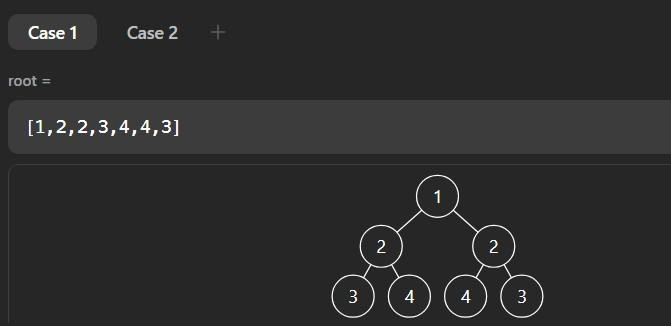 Case 1 Case 2 +
root =
[1,2,2,3,4,4,3]
1
2 2
3 4 4 3